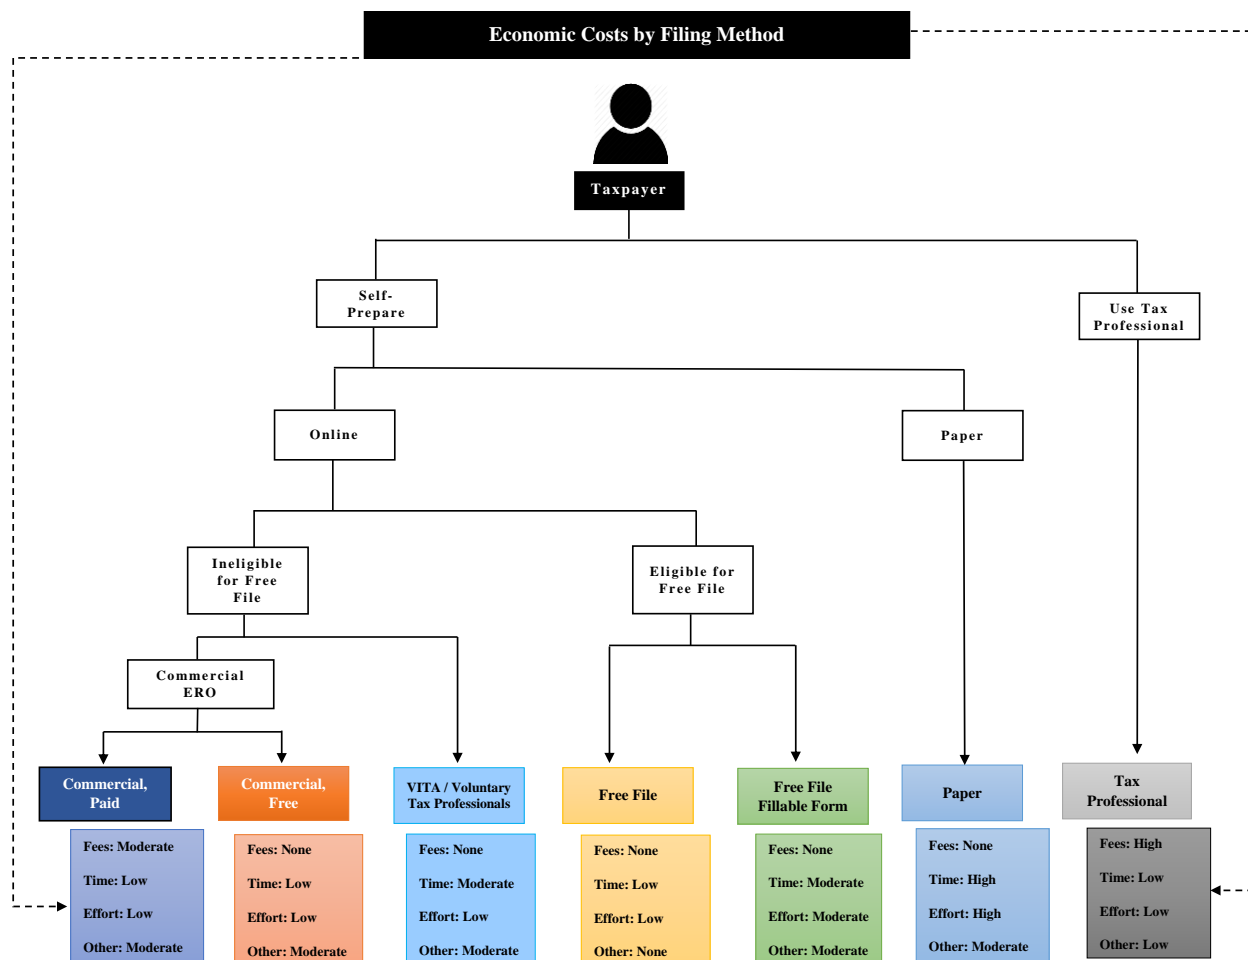 Economic Costs by Filing Method
Taxpayer
Self-
Prepare
Use Tax
Professional
Online
Paper
Ineligible
for Free
File
Eligible for
Free File
Commercial
ERO
Commercial,
Paid
Commercial,
Free
VITA / Voluntary
Tax Professionals
Free File
Free File
Fillable Form
Paper
Tax
Professional
Fees: Moderate
Time: Low
Effort: Low
Other: Moderate
Fees: None
Time: Low
Effort: Low
Other: Moderate
Fees: None
Time: Moderate
Effort: Low
Other: Moderate
Fees: None
Time: Low
Effort: Low
Other: None
Fees: None
Time: Moderate
Effort: Moderate
Other: Moderate
Fees: None
Time: High
Effort: High
Other: Moderate
Fees: High
Time: Low
Effort: Low
Other: Low